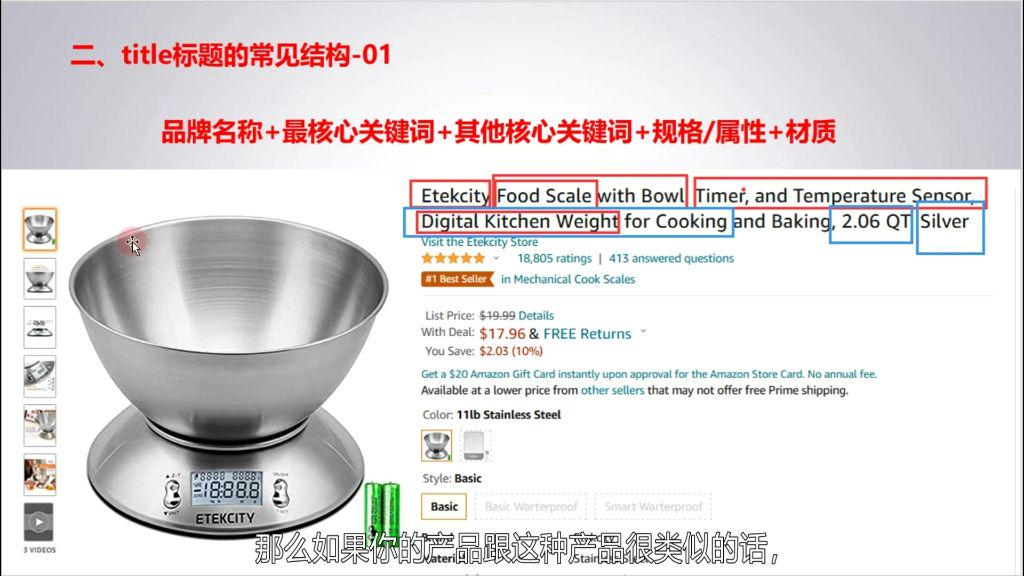 二、title标题的常见结构-01
品牌名称+最核心关键词+其他核心关键词+规格/属性+材质
Etekcity Food Scale with Bowl, Timer, and Temperature Sensor,
Digital Kitchen Weight for Cooking and Baking, 2.06 QT, Silver
Visit the Etekcity Store
18,805 ratings | 413 answered questions
#1 Best Seller in Mechanical Cook Scales
List Price: $19.99 Details
With Deal: $17.96 & FREE Returns
You Save: $2.03 (10%)
Get a $20 Amazon Gift Card instantly upon approval for the Amazon Store Card. No annual fee.
Available at a lower price from other sellers that may not offer free Prime shipping.
Color: 11lb Stainless Steel
Style: Basic
Basic Basic Warterproof Smart Warterproof
ETEKCITY
3 VIDEOS
那么如果你的产品跟这种产品很类似的话，